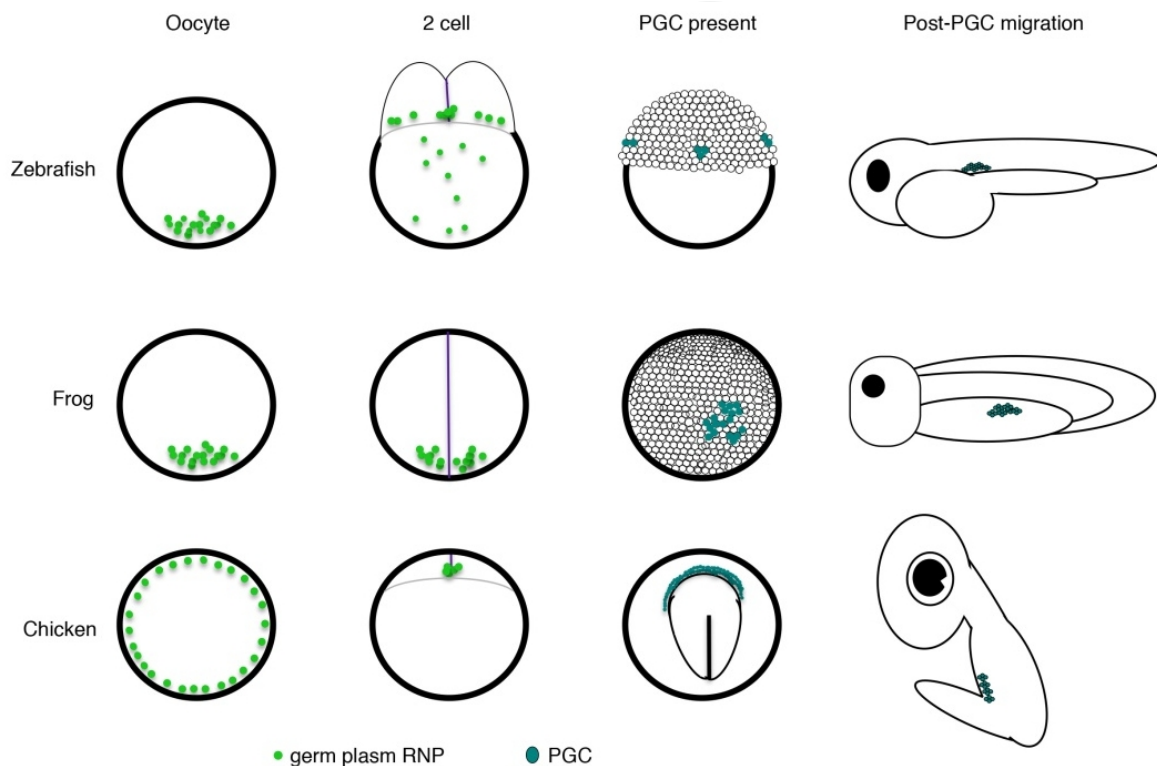 Oocyte
2 cell
PGC present
Post-PGC migration
Zebrafish
Frog
Chicken
germ plasm RNP
PGC